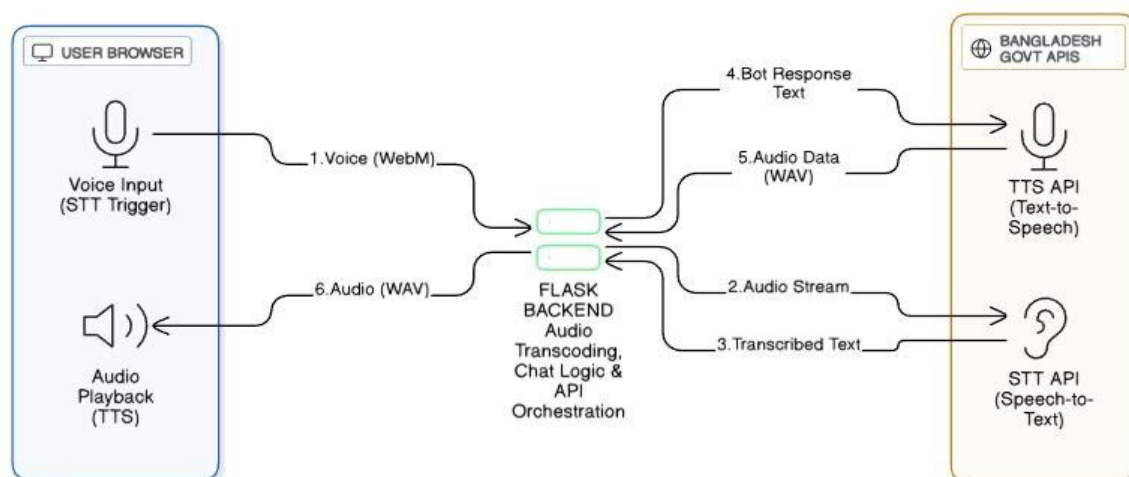 USER BROWSER
Voice Input
(STT Trigger)
Audio
Playback
(TTS)
1.Voice (WebM)
6.Audio (WAV)
FLASK
BACKEND
Audio
Transcoding,
Chat Logic &
API
Orchestration
4.Bot Response
Text
5.Audio Data
(WAV)
2.Audio Stream
3.Transcribed Text
BANGLADESH
GOVT APIS
TTS API
(Text-to-
Speech)
STT API
(Speech-to-
Text)